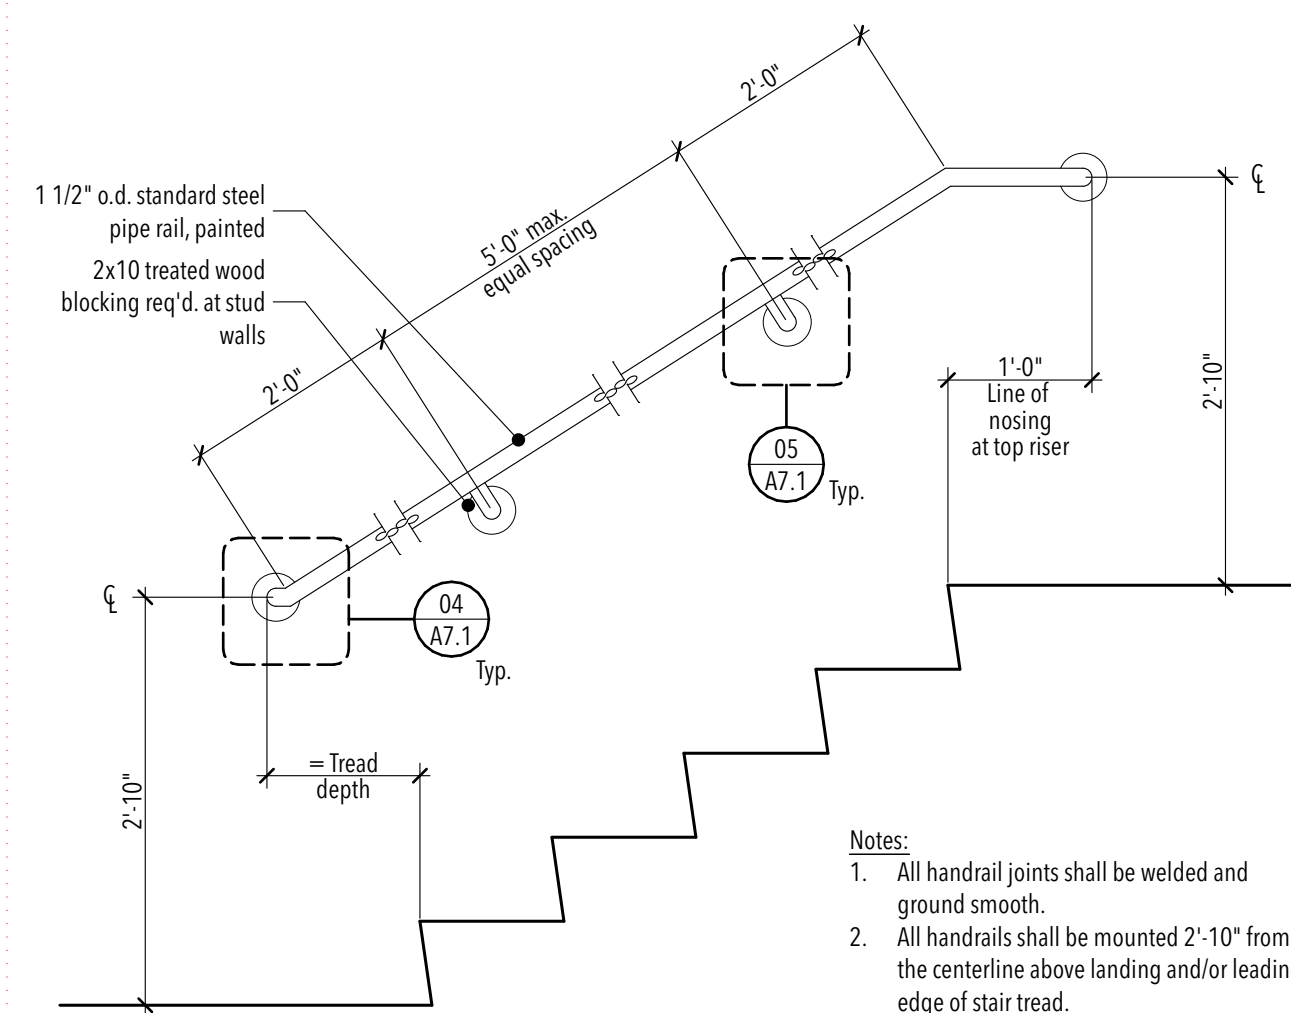 2'-0"
1 1/2" o.d. standard steel
pipe rail, painted
2x10 treated wood
blocking req'd. at stud
walls
5'-0" max.
equal spacing
2'-0"
℄
1'-0"
Line of
nosing
at top riser
2'-10"
05
A7.1
Typ.
℄
04
A7.1
Typ.
= Tread
depth
2'-10"
Notes:
1. All handrail joints shall be welded and
ground smooth.
2. All handrails shall be mounted 2'-10" from
the centerline above landing and/or leadin
edge of stair tread.